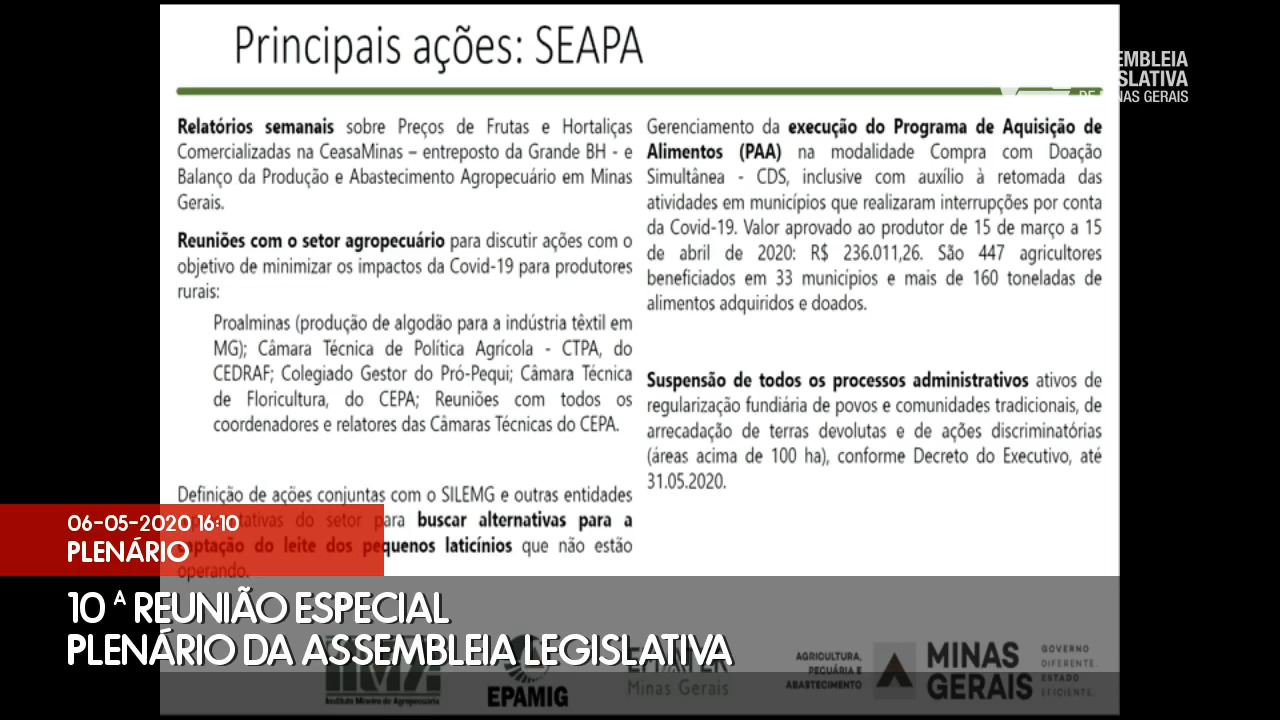 Principais ações: SEAPA
EMBLEIA
SLATIVA
DE MINAS GERAIS
Relatórios semanais sobre Preços de Frutas e Hortaliças
Comercializadas na CeasaMinas – entreposto da Grande BH - e
Balanço da Produção e Abastecimento Agropecuário em Minas
Gerais.
Reuniões com o setor agropecuário para discutir ações com o
objetivo de minimizar os impactos da Covid-19 para produtores
rurais:
Proalminas (produção de algodão para a indústria têxtil em
MG); Câmara Técnica de Política Agrícola - CTPA, do
CEDRAF; Colegiado Gestor do Pró-Pequi; Câmara Técnica
de Floricultura, do CEPA; Reuniões com todos os
coordenadores e relatores das Câmaras Técnicas do CEPA.
Definição de ações conjuntas com o SILEMG e outras entidades
tativas do setor para buscar alternativas para a
captação do leite dos pequenos laticínios que não estão
operando.
Gerenciamento da execução do Programa de Aquisição de
Alimentos (PAA) na modalidade Compra com Doação
Simultânea - CDS, inclusive com auxílio à retomada das
atividades em municípios que realizaram interrupções por conta
da Covid-19. Valor aprovado ao produtor de 15 de março a 15
de abril de 2020: R$ 236.011,26. São 447 agricultores
beneficiados em 33 municípios e mais de 160 toneladas de
alimentos adquiridos e doados.
Suspensão de todos os processos administrativos ativos de
regularização fundiária de povos e comunidades tradicionais, de
arrecadação de terras devolutas e de ações discriminatórias
(áreas acima de 100 ha), conforme Decreto do Executivo, até
31.05.2020.
06-05-2020 16:10
PLENÁRIO
10 ª REUNIÃO ESPECIAL
PLENÁRIO DA ASSEMBLEIA LEGISLATIVA
Instituto Mineiro de Agropecuária
EPAMIG
Minas Gerais
AGRICULTURA,
PECUÁRIA E
ABASTECIMENTO
MINAS
GERAIS
GOVERNO
DIFERENTE.
ESTADO
EFICIENTE.